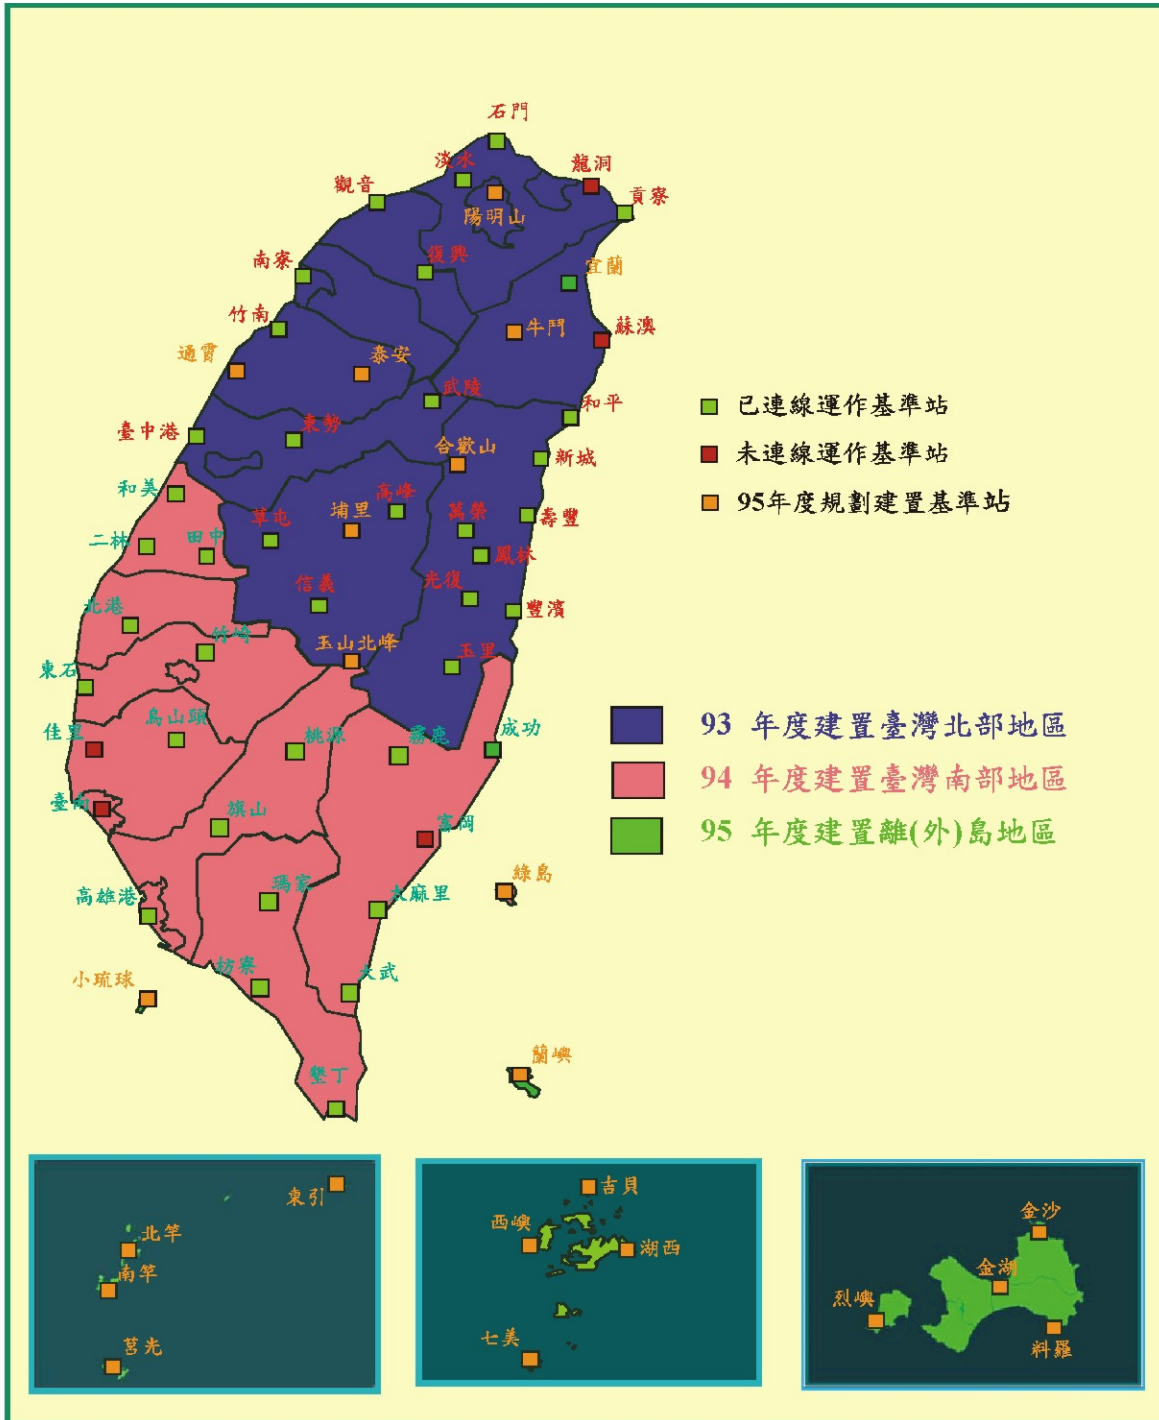 石門
淡水
龍洞
觀音
貢寮
陽明山
南寮
復興
宜蘭
竹南
牛鬥
蘇澳
通霄
泰安
武陵
和平
臺中港
東勢
合歡山
新城
和美
高峰
草屯
埔里
萬榮
壽豐
二林
田中
鳳林
信義
光復
豐濱
北港
竹崎
玉山北峰
玉里
東石
烏山頭
佳里
桃源
霧鹿
成功
臺南
旗山
富岡
高雄港
瑪家
太麻里
綠島
枋寮
大武
小琉球
蘭嶼
墾丁
已連線運作基準站
未連線運作基準站
95年度規劃建置基準站
93 年度建置臺灣北部地區
94 年度建置臺灣南部地區
95 年度建置離(外)島地區
東引
北竿
南竿
莒光
吉貝
西嶼
湖西
七美
金沙
金湖
烈嶼
料羅